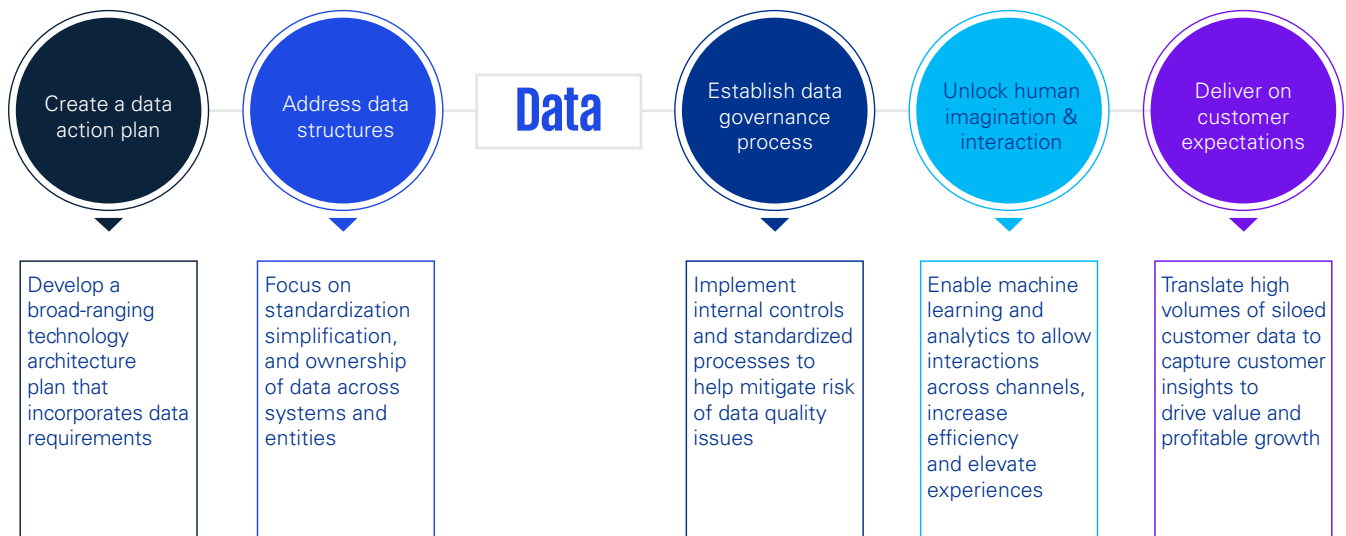 Create a data
action plan
Address data
structures
Data
Establish data
governance
process
Unlock human
imagination &
interaction
Deliver on
customer
expectations
Develop a
broad-ranging
technology
architecture
plan that
incorporates data
requirements
Focus on
standardization
simplification,
and ownership
of data across
systems and
entities
Implement
internal controls
and standardized
processes to
help mitigate risk
of data quality
issues
Enable machine
learning and
analytics to allow
interactions
across channels,
increase
efficiency
and elevate
experiences
Translate high
volumes of siloed
customer data to
capture customer
insights to
drive value and
profitable growth